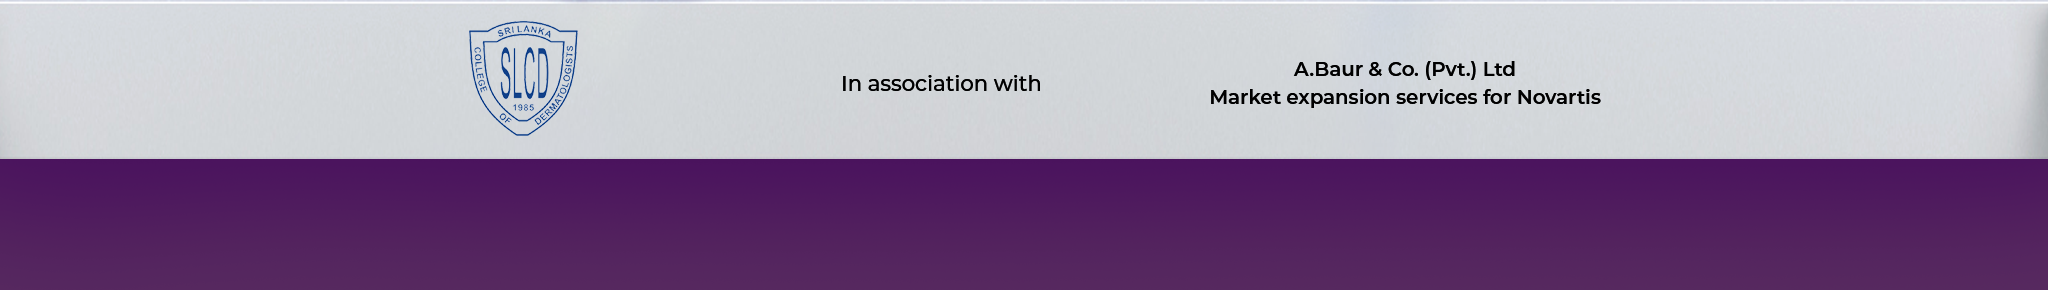 SRI LANKA
COLLEGE
OF
DERMATOLOGISTS
SLCD
1985
In association with
A.Baur & Co. (Pvt.) Ltd
Market expansion services for Novartis